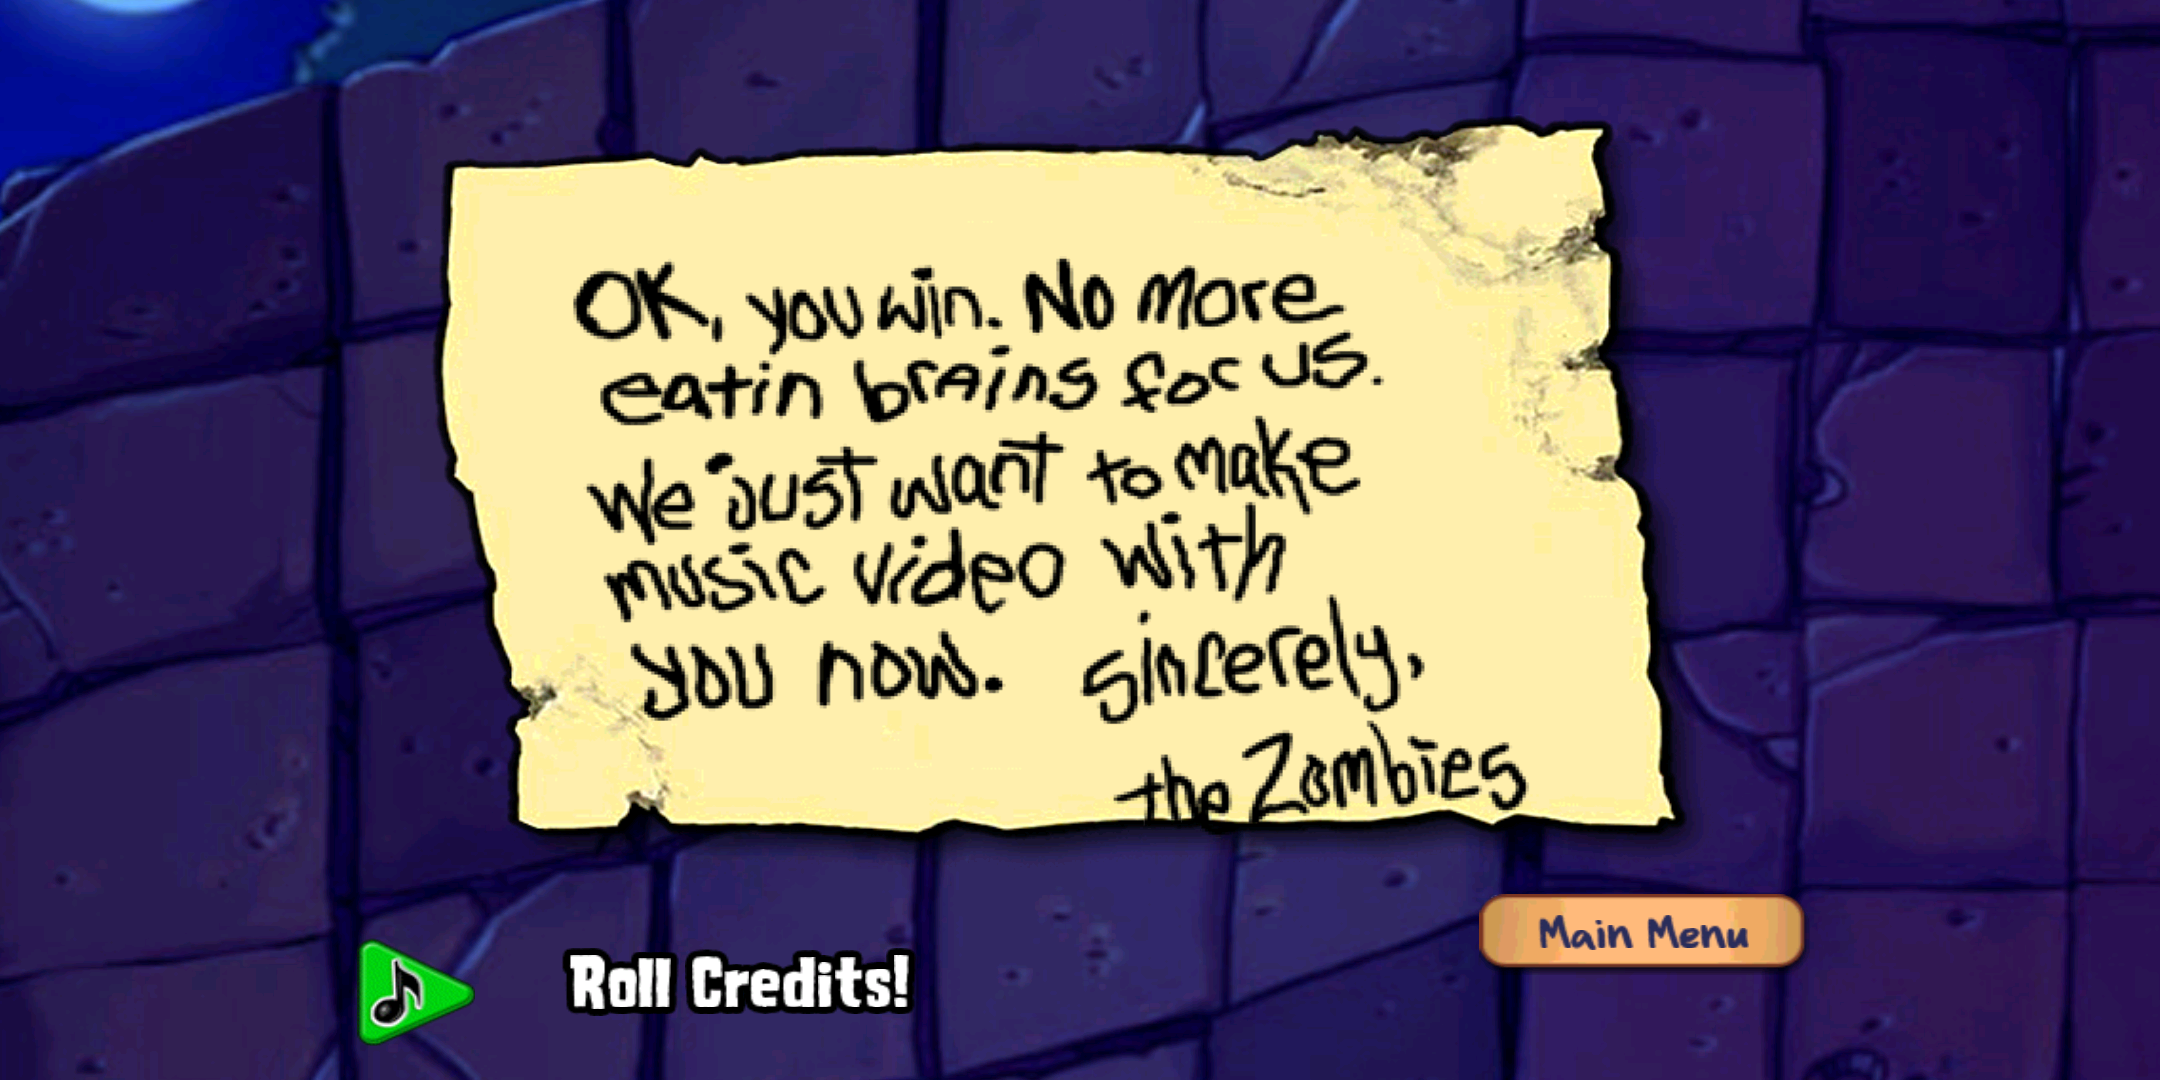 OK, you win. No more
eatin brains for us.
We just want to make
music video with
you now. Sincerely,
the Zombies
Main Menu
Roll Credits!